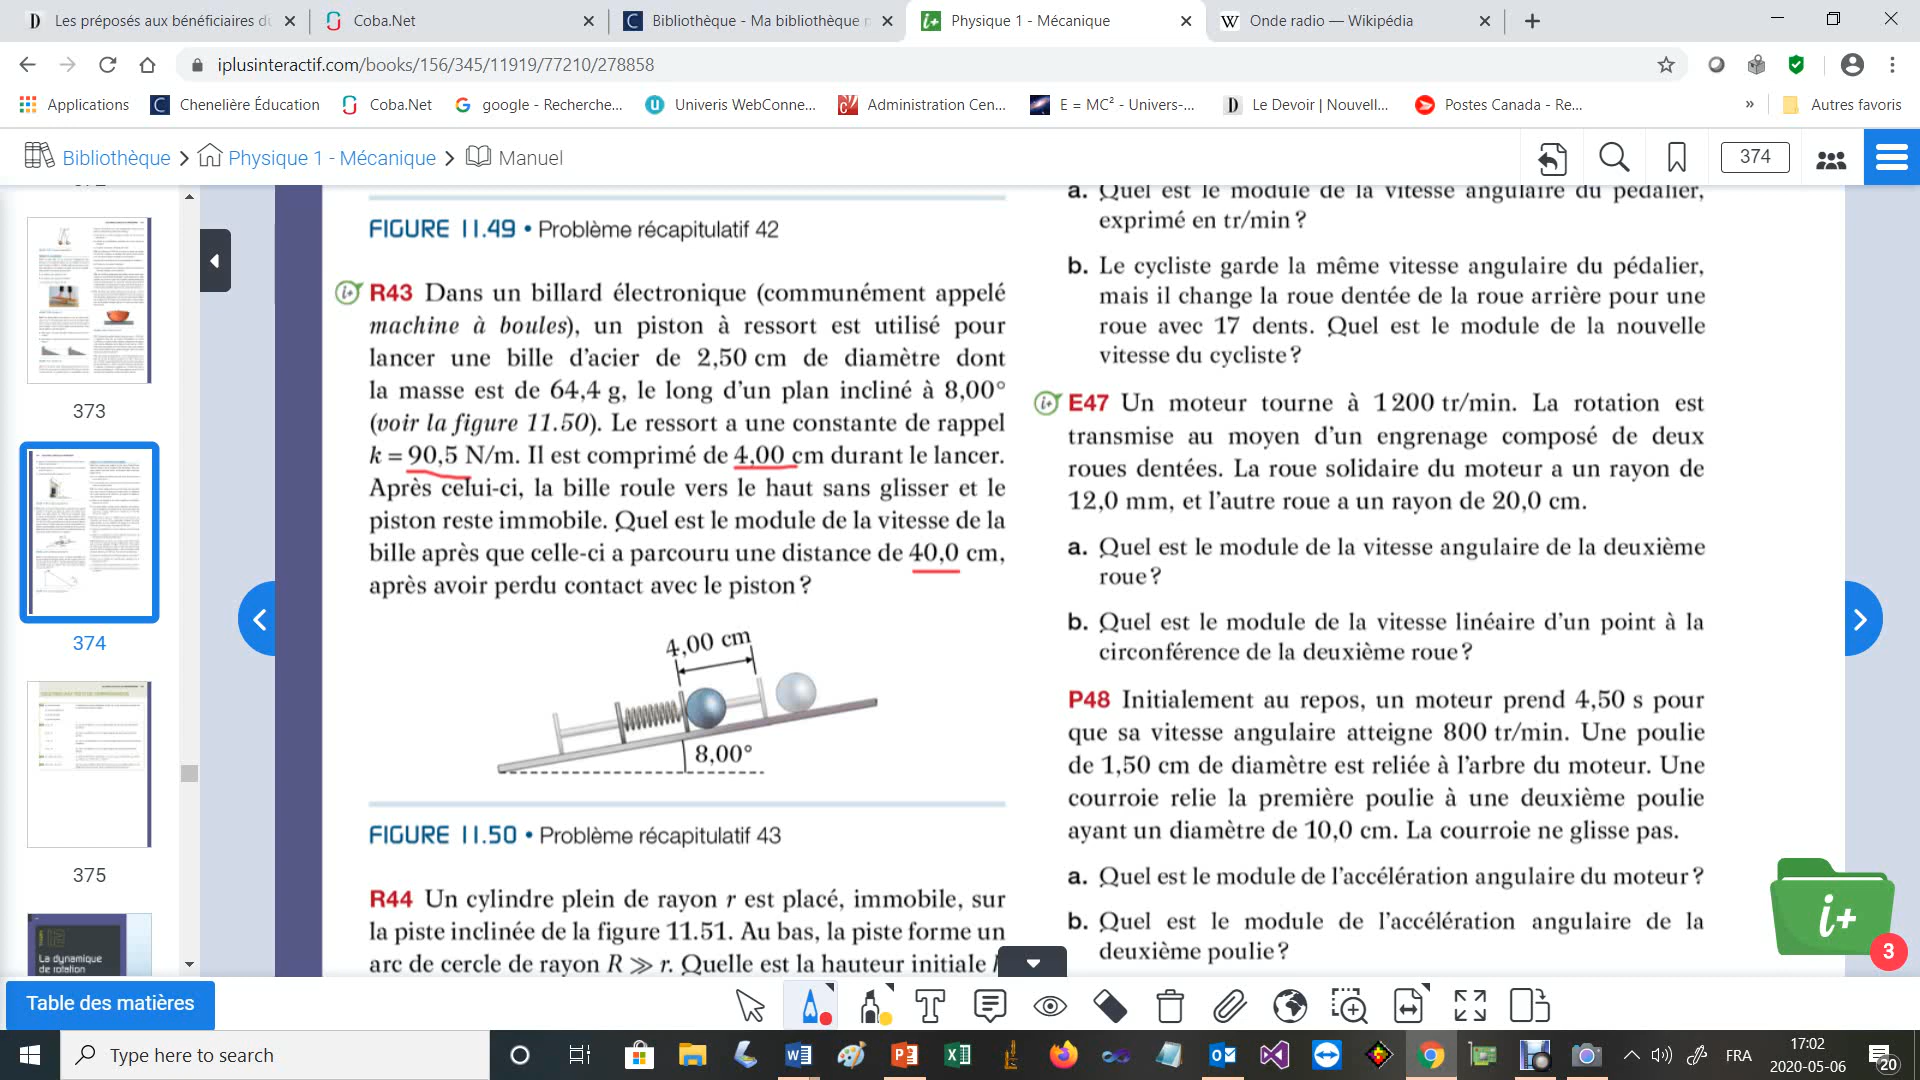 Les préposés aux bénéficiaires d
Coba.Net
Bibliothèque - Ma bibliothèque
Physique 1 - Mécanique
Onde radio — Wikipédia
iplusinteractif.com/books/156/345/11919/77210/278858
Applications
Chenelière Éducation
Coba.Net
google - Recherche...
Univeris WebConne...
Administration Cen...
E = MC² - Univers-...
Le Devoir | Nouvell...
Postes Canada - Re...
»
Autres favoris
Bibliothèque
Physique 1 - Mécanique
Manuel
374
373
374
375
La dynamique
de rotation
FIGURE 11.49 • Problème récapitulatif 42
R43 Dans un billard électronique (communément appelé
machine à boules), un piston à ressort est utilisé pour
lancer une bille d'acier de 2,50 cm de diamètre dont
la masse est de 64,4 g, le long d'un plan incliné à 8,00°
(voir la figure 11.50). Le ressort a une constante de rappel
k = 90,5 N/m. Il est comprimé de 4,00 cm durant le lancer.
Après celui-ci, la bille roule vers le haut sans glisser et le
piston reste immobile. Quel est le module de la vitesse de la
bille après que celle-ci a parcouru une distance de 40,0 cm,
après avoir perdu contact avec le piston ?
4,00 cm
8,00°
FIGURE 11.50 • Problème récapitulatif 43
R44 Un cylindre plein de rayon r est placé, immobile, sur
la piste inclinée de la figure 11.51. Au bas, la piste forme un
arc de cercle de rayon R ≫ r. Quelle est la hauteur initiale
a. Quel est le module de la vitesse angulaire du pédalier,
exprimé en tr/min ?
b. Le cycliste garde la même vitesse angulaire du pédalier,
mais il change la roue dentée de la roue arrière pour une
roue avec 17 dents. Quel est le module de la nouvelle
vitesse du cycliste ?
E47 Un moteur tourne à 1 200 tr/min. La rotation est
transmise au moyen d'un engrenage composé de deux
roues dentées. La roue solidaire du moteur a un rayon de
12,0 mm, et l'autre roue a un rayon de 20,0 cm.
a. Quel est le module de la vitesse angulaire de la deuxième
roue ?
b. Quel est le module de la vitesse linéaire d'un point à la
circonférence de la deuxième roue ?
P48 Initialement au repos, un moteur prend 4,50 s pour
que sa vitesse angulaire atteigne 800 tr/min. Une poulie
de 1,50 cm de diamètre est reliée à l'arbre du moteur. Une
courroie relie la première poulie à une deuxième poulie
ayant un diamètre de 10,0 cm. La courroie ne glisse pas.
a. Quel est le module de l'accélération angulaire du moteur ?
b. Quel est le module de l'accélération angulaire de la
deuxième poulie ?
i+
3
Table des matières
Type here to search
FRA
17:02
2020-05-06
20